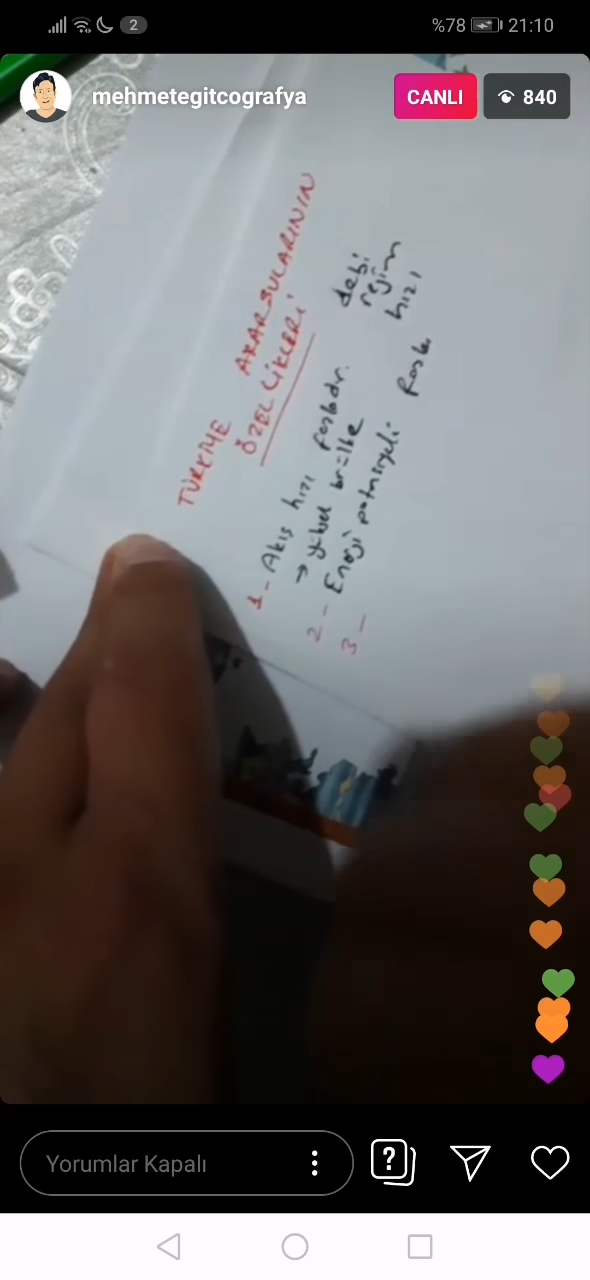 2
%78
21:10
mehmetegitcografya
CANLI
840
TÜRKİYE AKARSULARININ
ÖZELLİKLERİ
debi
rejim
hızı
1- Akış hızı fazladır.
→ yüksel
2- Enerji potansiyeli fazla
3-
Yorumlar Kapalı
?